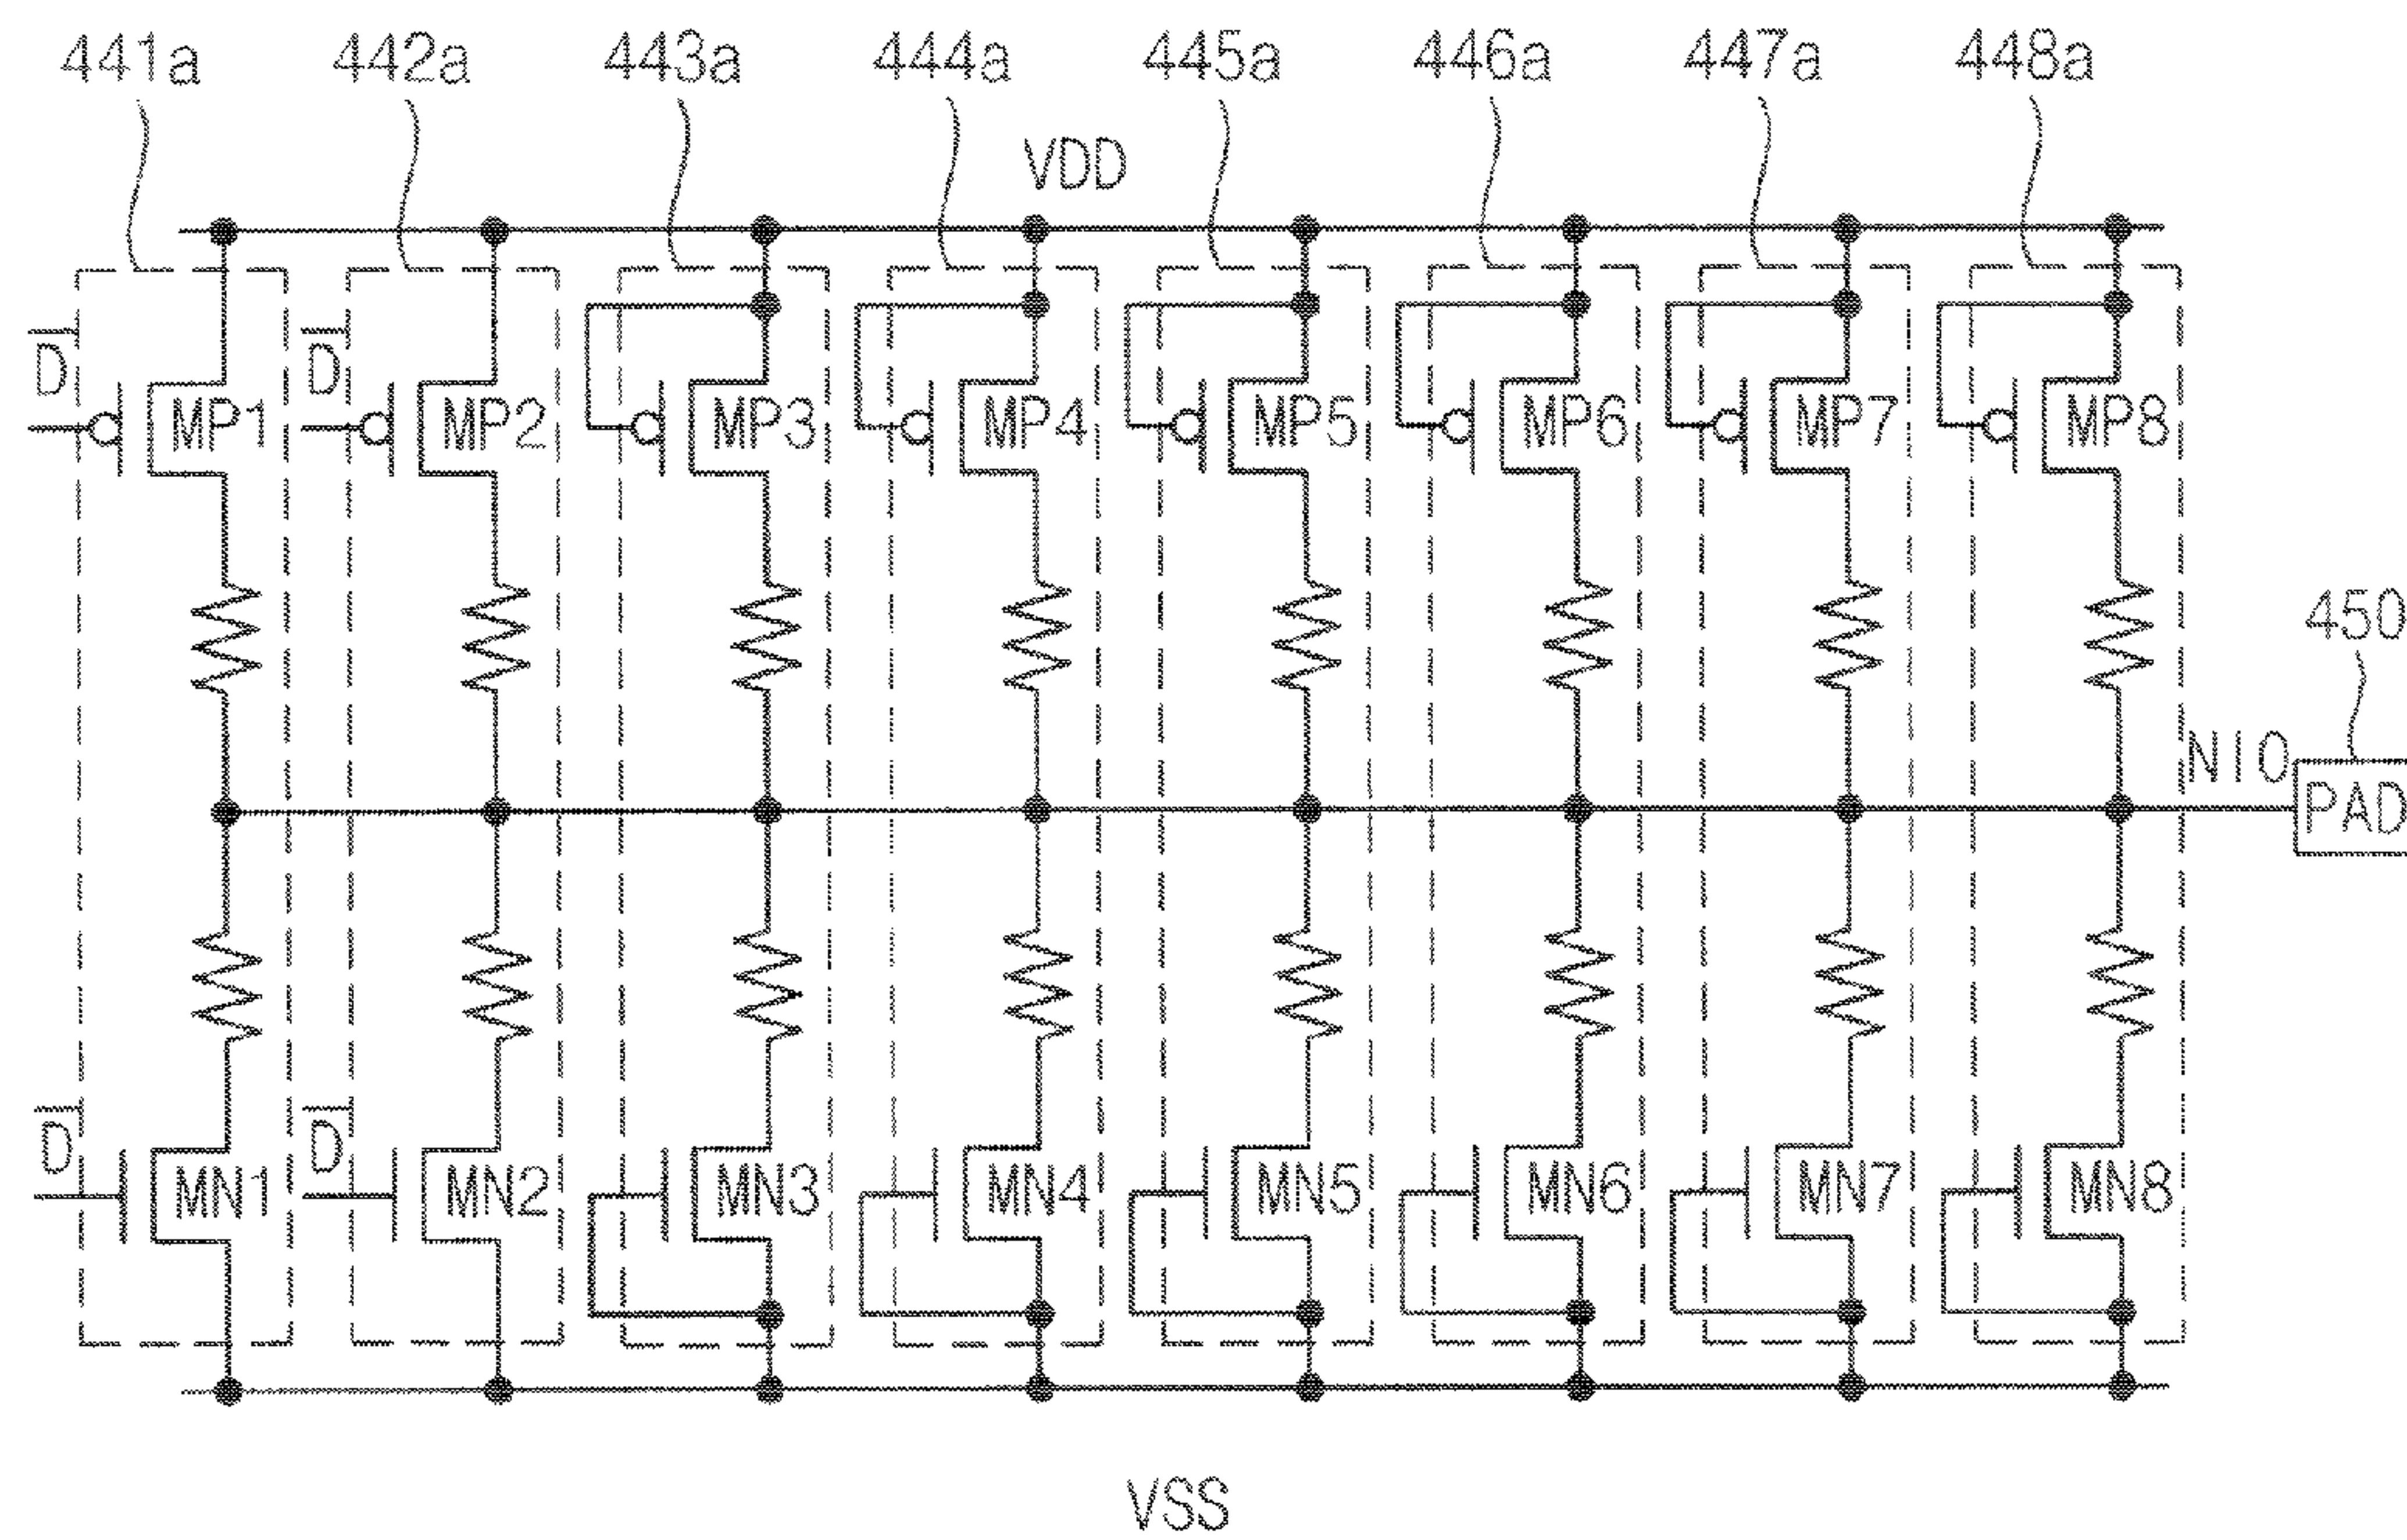 441a 442a 443a 444a 445a 446a 447a 448a
VDD
D̅ D̅
MP1 MP2 MP3 MP4 MP5 MP6 MP7 MP8
450
NIO
PAD
D̅ D̅
MN1 MN2 MN3 MN4 MN5 MN6 MN7 MN8
VSS